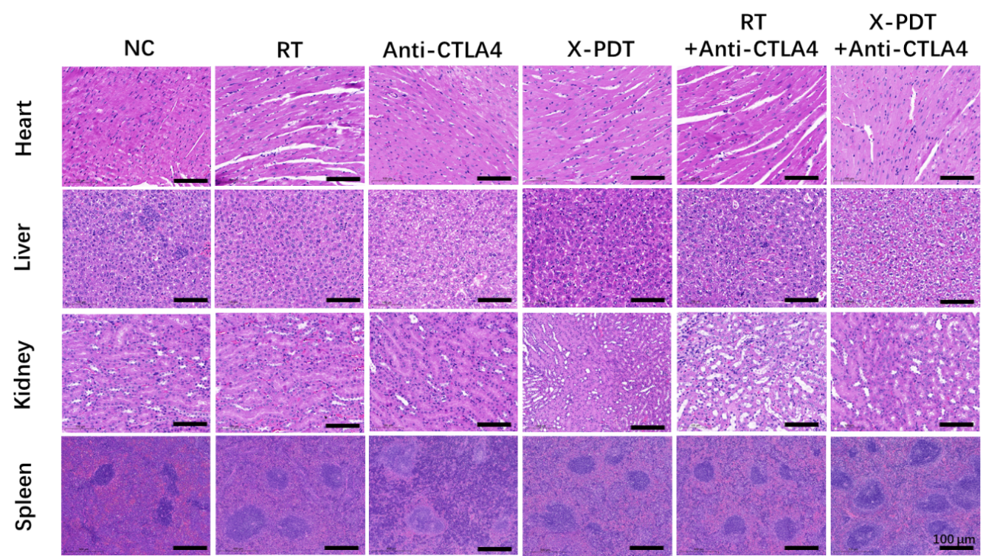 NC
RT
Anti-CTLA4
X-PDT
RT
+Anti-CTLA4
X-PDT
+Anti-CTLA4
Heart
Liver
Kidney
Spleen
100 μm